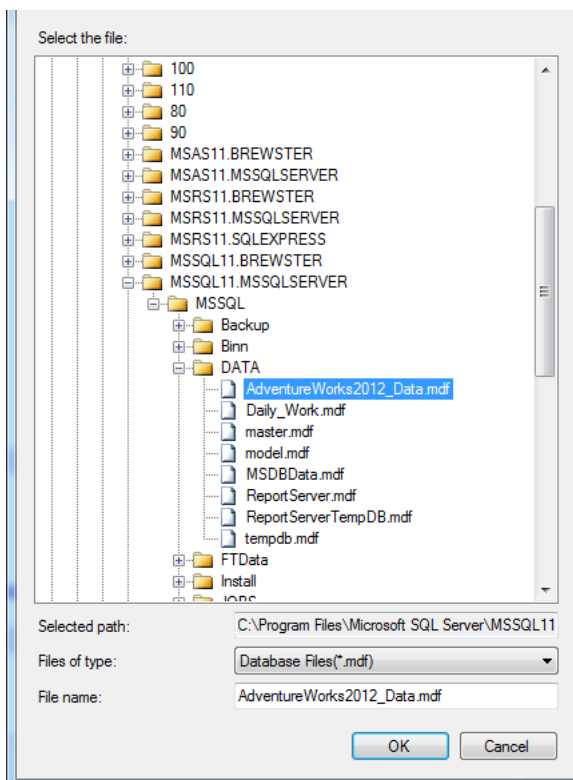 Select the file:
100
110
80
90
MSAS11.BREWSTER
MSAS11.MSSQLSERVER
MSRS11.BREWSTER
MSRS11.MSSQLSERVER
MSRS11.SQLEXPRESS
MSSQL11.BREWSTER
MSSQL11.MSSQLSERVER
MSSQL
Backup
Binn
DATA
AdventureWorks2012_Data.mdf
Daily_Work.mdf
master.mdf
model.mdf
MSDBData.mdf
ReportServer.mdf
ReportServerTempDB.mdf
tempdb.mdf
FTData
Install
JOBS
Selected path: C:\Program Files\Microsoft SQL Server\MSSQL11
Files of type: Database Files(*.mdf)
File name: AdventureWorks2012_Data.mdf
OK Cancel